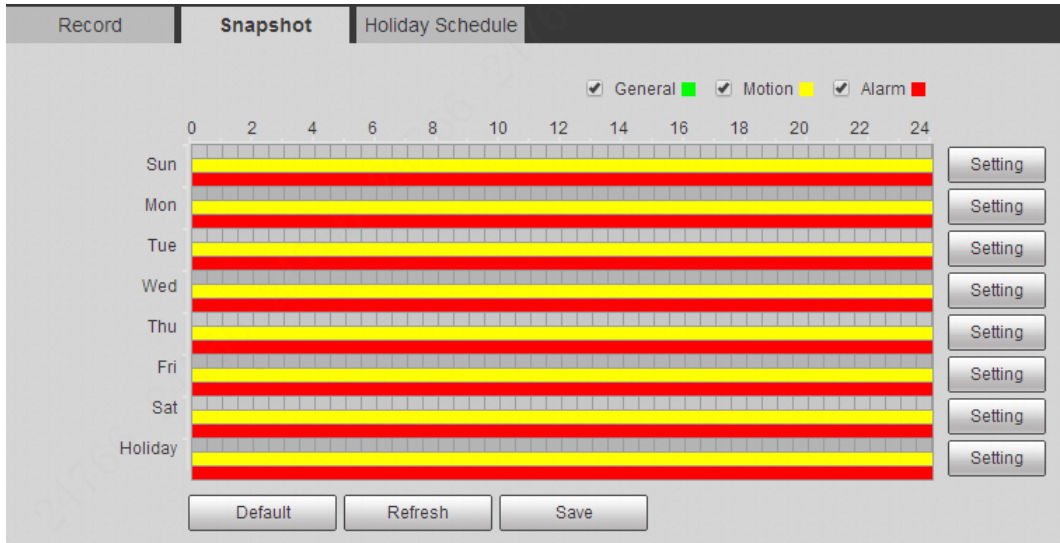 Record Snapshot Holiday Schedule
General Motion Alarm
0 2 4 6 8 10 12 14 16 18 20 22 24
Sun Setting
Mon Setting
Tue Setting
Wed Setting
Thu Setting
Fri Setting
Sat Setting
Holiday Setting
Default Refresh Save